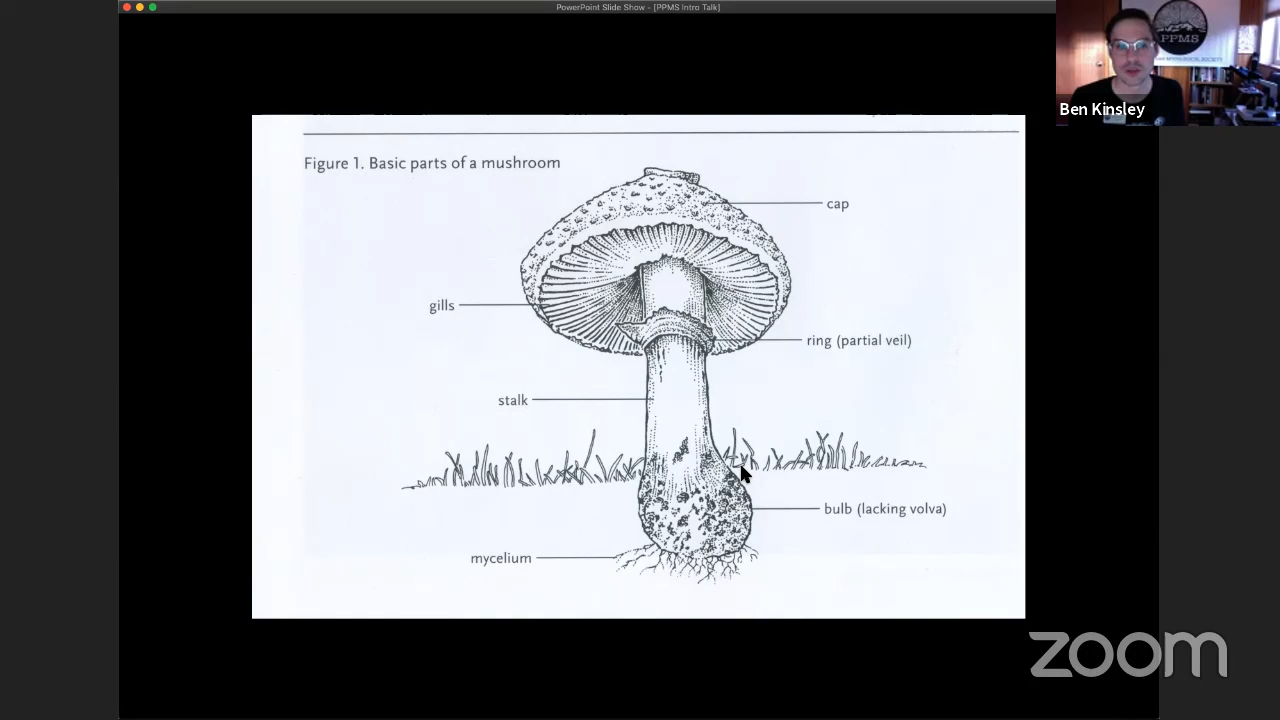 PowerPoint Slide Show - [PPMS Intro Talk]
PPMS
Ben Kinsley
Figure 1. Basic parts of a mushroom
cap
gills
ring (partial veil)
stalk
bulb (lacking volva)
mycelium
zoom